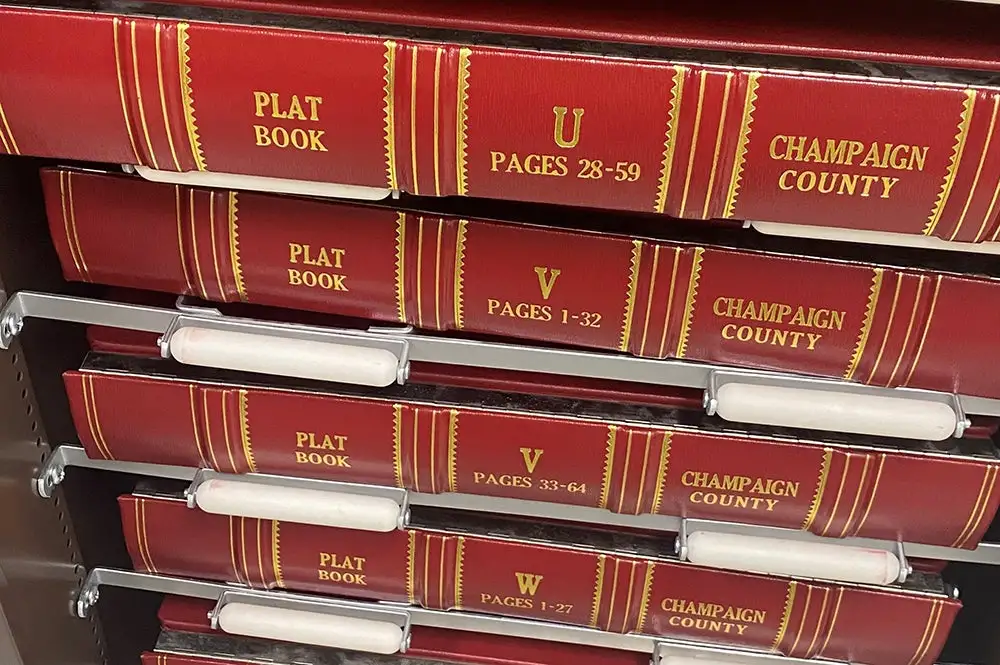 PLAT
BOOK
U
PAGES 28-59
CHAMPAIGN
COUNTY
PLAT
BOOK
V
PAGES 1-32
CHAMPAIGN
COUNTY
PLAT
BOOK
V
PAGES 33-64
CHAMPAIGN
COUNTY
PLAT
BOOK
W
PAGES 1-27
CHAMPAIGN
COUNTY